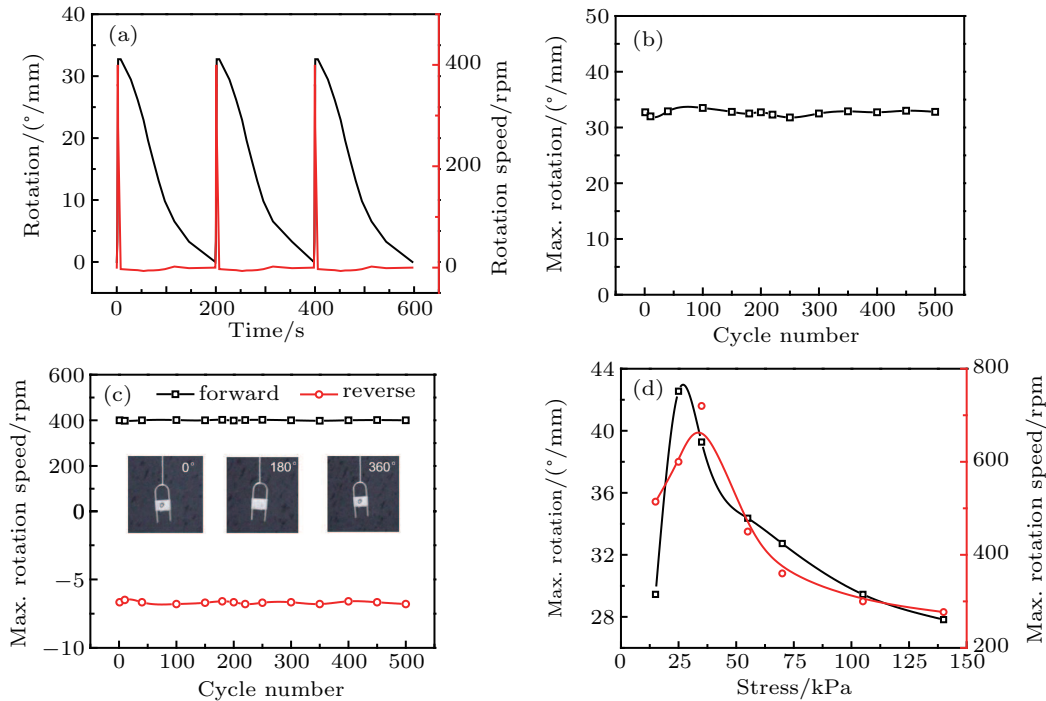 (a)
40
30
20
10
0
Rotation/(°/mm)
400
200
0
Rotation speed/rpm
0 200 400 600
Time/s
(b)
50
40
30
20
10
0
Max. rotation/(°/mm)
0 100 200 300 400 500
Cycle number
(c)
forward reverse
600
400
200
0
−5
−10
Max. rotation speed/rpm
0° 180° 360°
0 100 200 300 400 500
Cycle number
(d)
44
40
36
32
28
Max. rotation/(°/mm)
800
600
400
200
Max. rotation speed/rpm
0 25 50 75 100 125 150
Stress/kPa